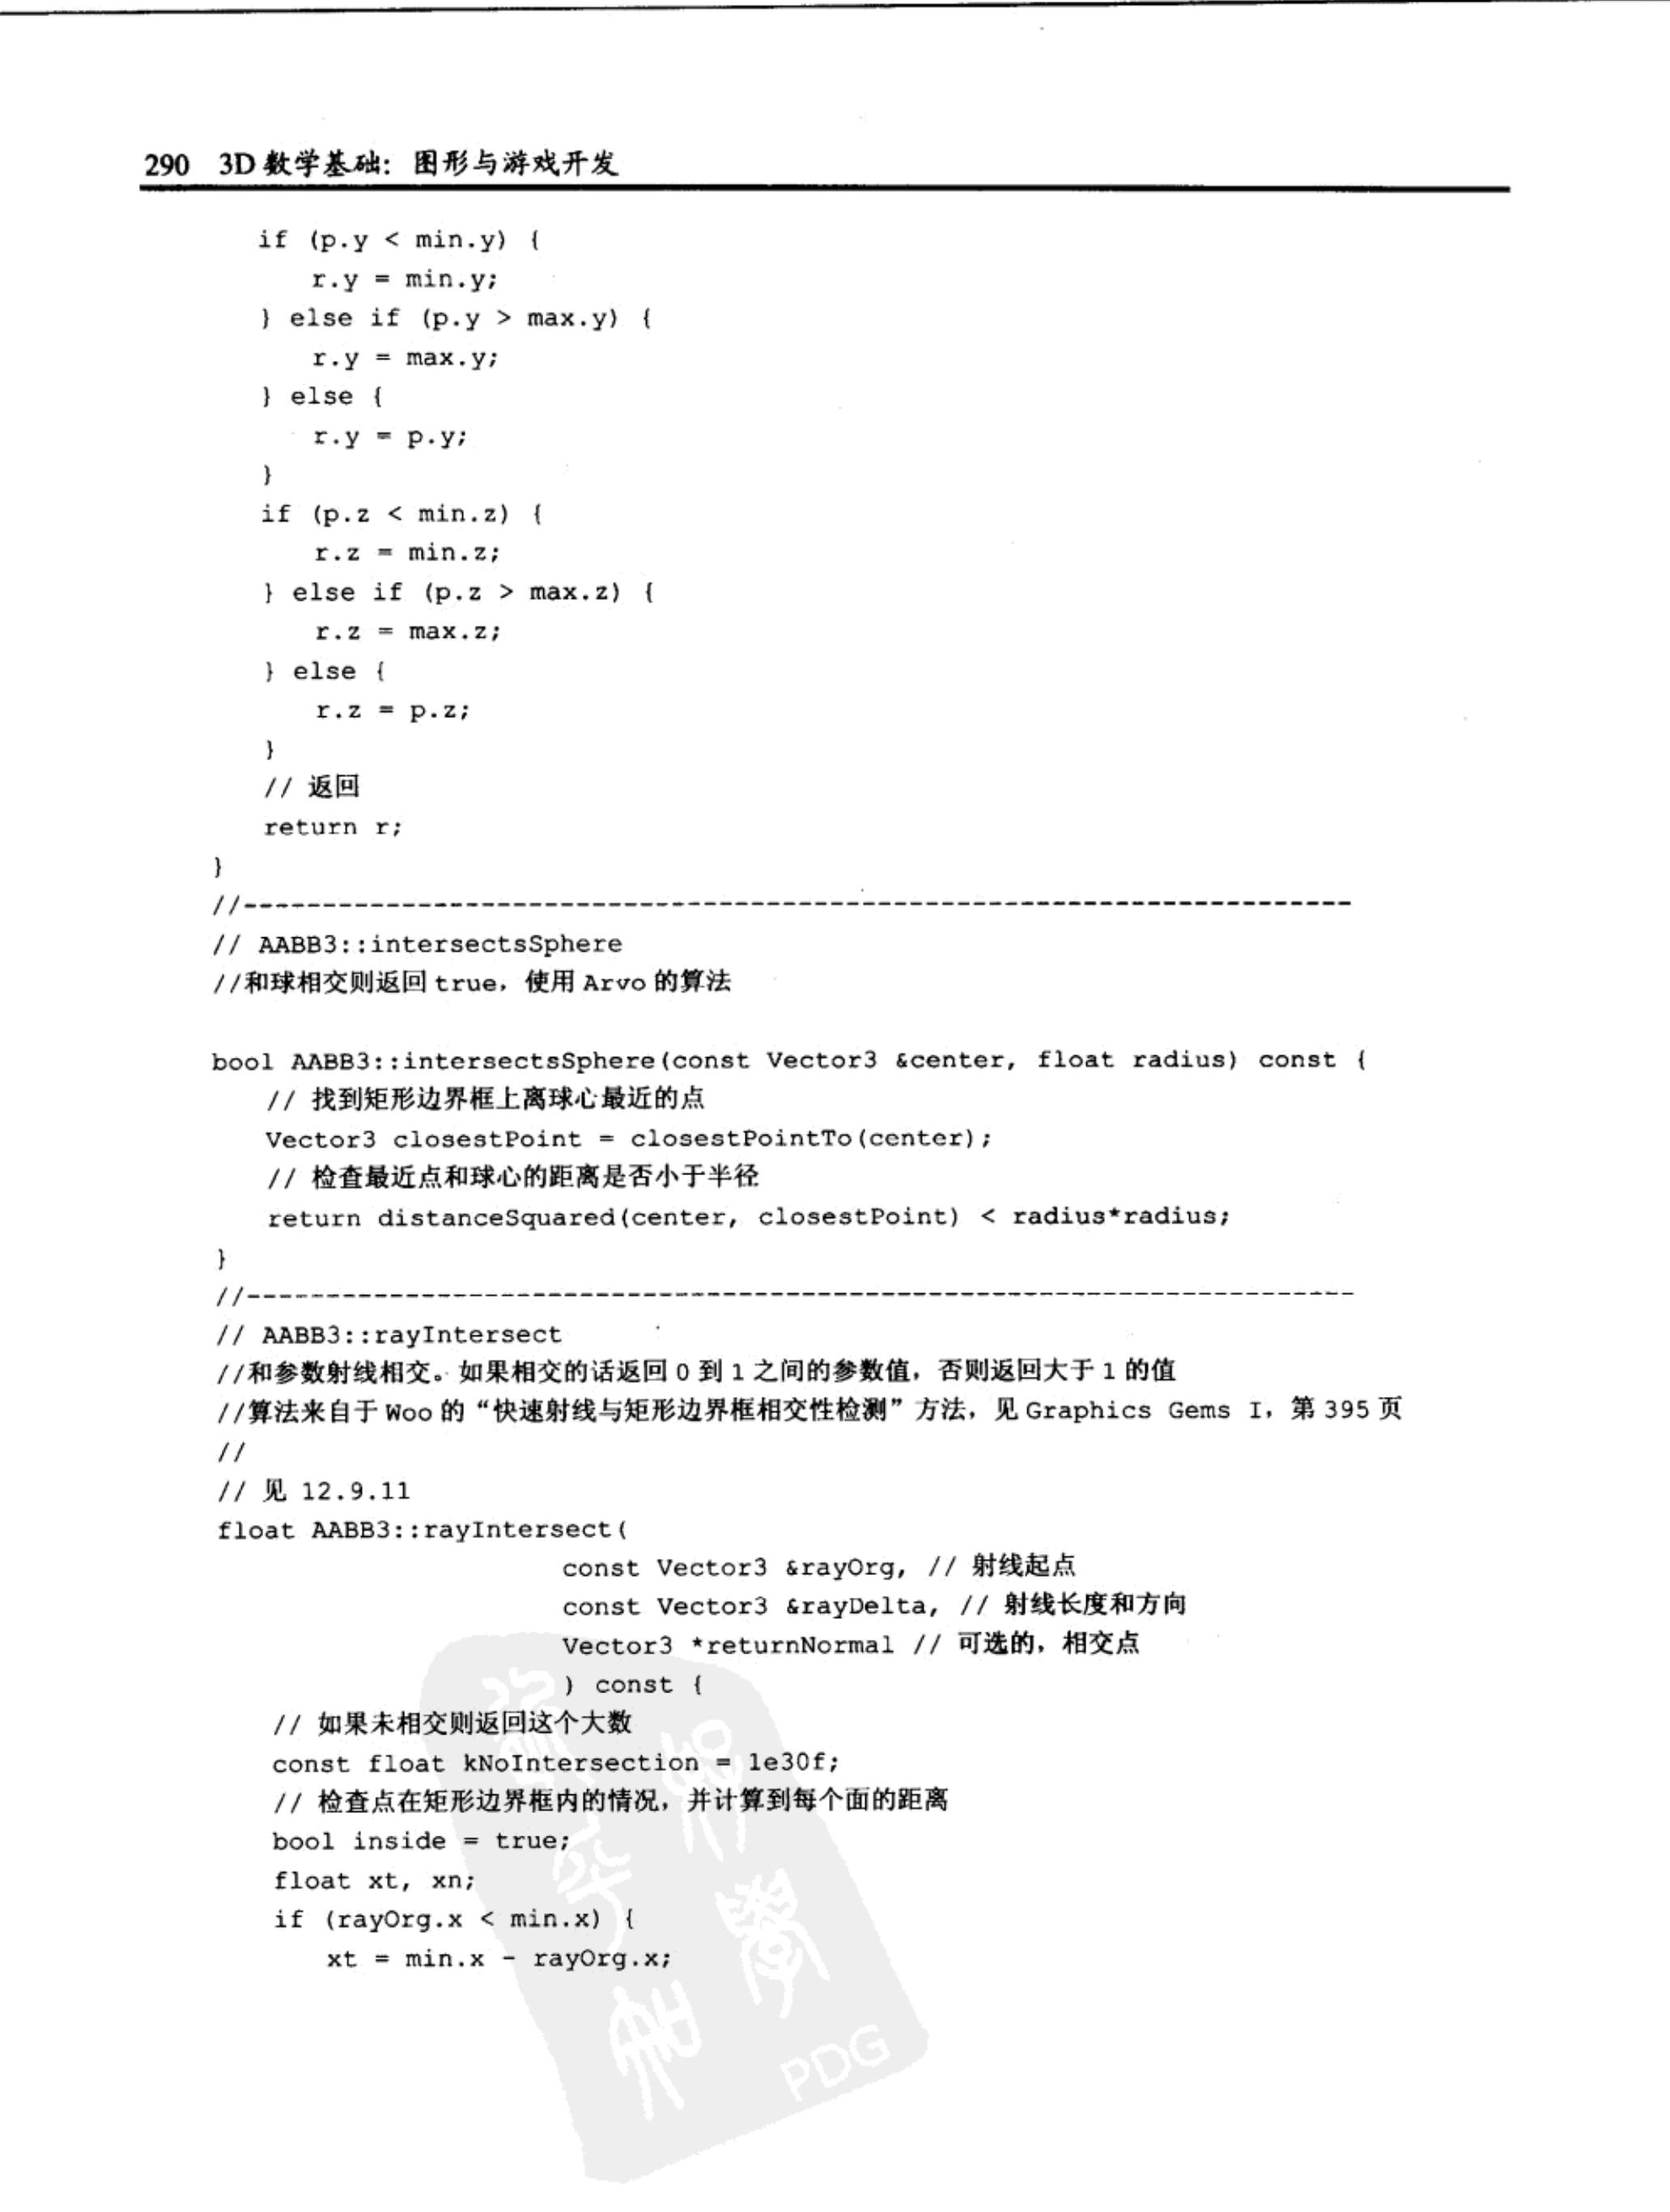 290 3D 数学基础：图形与游戏开发
if (p.y < min.y) {
r.y = min.y;
} else if (p.y > max.y) {
r.y = max.y;
} else {
r.y = p.y;
}
if (p.z < min.z) {
r.z = min.z;
} else if (p.z > max.z) {
r.z = max.z;
} else {
r.z = p.z;
}
// 返回
return r;
}
//----------------------------------------------------------------------
// AABB3::intersectsSphere
//和球相交则返回 true，使用 Arvo 的算法
bool AABB3::intersectsSphere(const Vector3 &center, float radius) const {
// 找到矩形边界框上离球心最近的点
Vector3 closestPoint = closestPointTo(center);
// 检查最近点和球心的距离是否小于半径
return distanceSquared(center, closestPoint) < radius*radius;
}
//----------------------------------------------------------------------
// AABB3::rayIntersect
//和参数射线相交。如果相交的话返回 0 到 1 之间的参数值，否则返回大于 1 的值
//算法来自于 Woo 的“快速射线与矩形边界框相交性检测”方法，见 Graphics Gems I，第 395 页
//
// 见 12.9.11
float AABB3::rayIntersect(
const Vector3 &rayOrg, // 射线起点
const Vector3 &rayDelta, // 射线长度和方向
Vector3 *returnNormal // 可选的，相交点
) const {
// 如果未相交则返回这个大数
const float kNoIntersection = 1e30f;
// 检查点在矩形边界框内的情况，并计算到每个面的距离
bool inside = true;
float xt, xn;
if (rayOrg.x < min.x) {
xt = min.x - rayOrg.x;
PDG